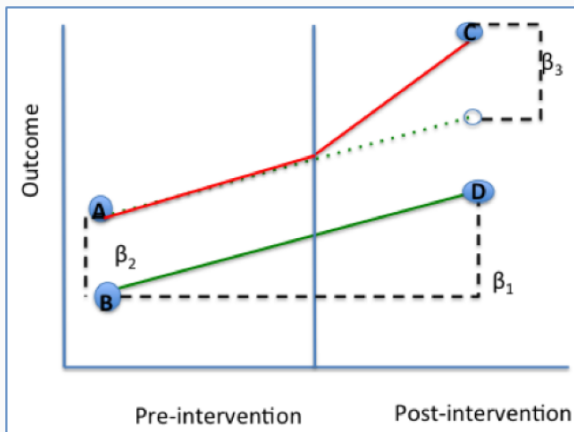 C
β₃
Outcome
A
D
β₂
B
β₁
Pre-intervention
Post-intervention